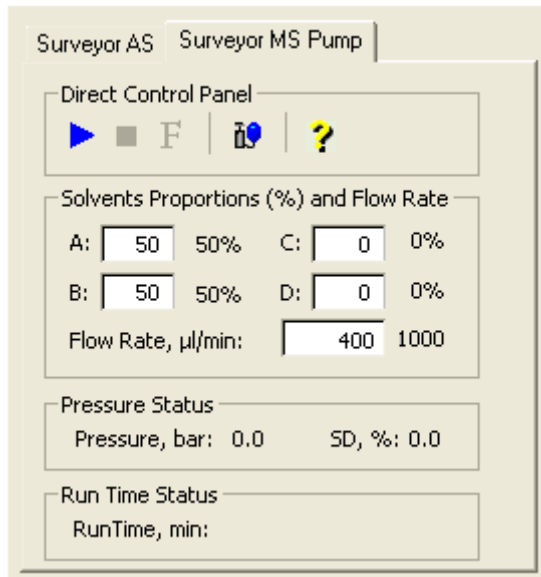 Surveyor AS Surveyor MS Pump
Direct Control Panel
F ?
Solvents Proportions (%) and Flow Rate
A: 50 50% C: 0 0%
B: 50 50% D: 0 0%
Flow Rate, µl/min: 400 1000
Pressure Status
Pressure, bar: 0.0 SD, %: 0.0
Run Time Status
RunTime, min: